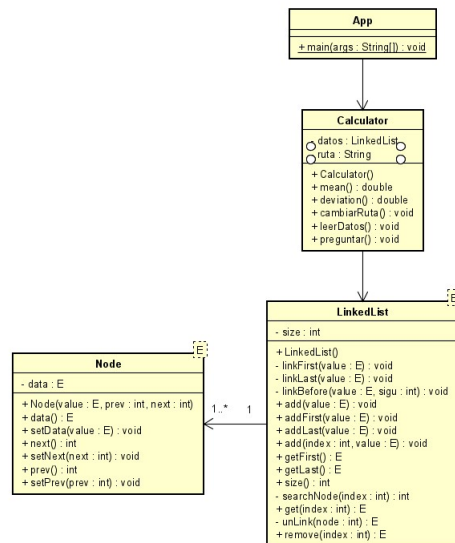 App
+ main(args : String[]) : void
Calculator
- datos : LinkedList
- ruta : String
+ Calculator()
+ mean() : double
+ deviation() : double
+ cambiarRuta() : void
+ leerDatos() : void
+ preguntar() : void
E
LinkedList
- size : int
+ LinkedList()
- linkFirst(value : E) : void
- linkLast(value : E) : void
- linkBefore(value : E, sigu : int) : void
+ add(value : E) : void
+ addFirst(value : E) : void
+ addLast(value : E) : void
+ add(index : int, value : E) : void
+ getFirst() : E
+ getLast() : E
+ size() : int
- searchNode(index : int) : int
+ get(index : int) : E
- unLink(node : int) : E
+ remove(index : int) : E
E
Node
- data : E
+ Node(value : E, prev : int, next : int)
+ data() : E
+ setData(value : E) : void
+ next() : int
+ setNext(next : int) : void
+ prev() : int
+ setPrev(prev : int) : void
1..* 1